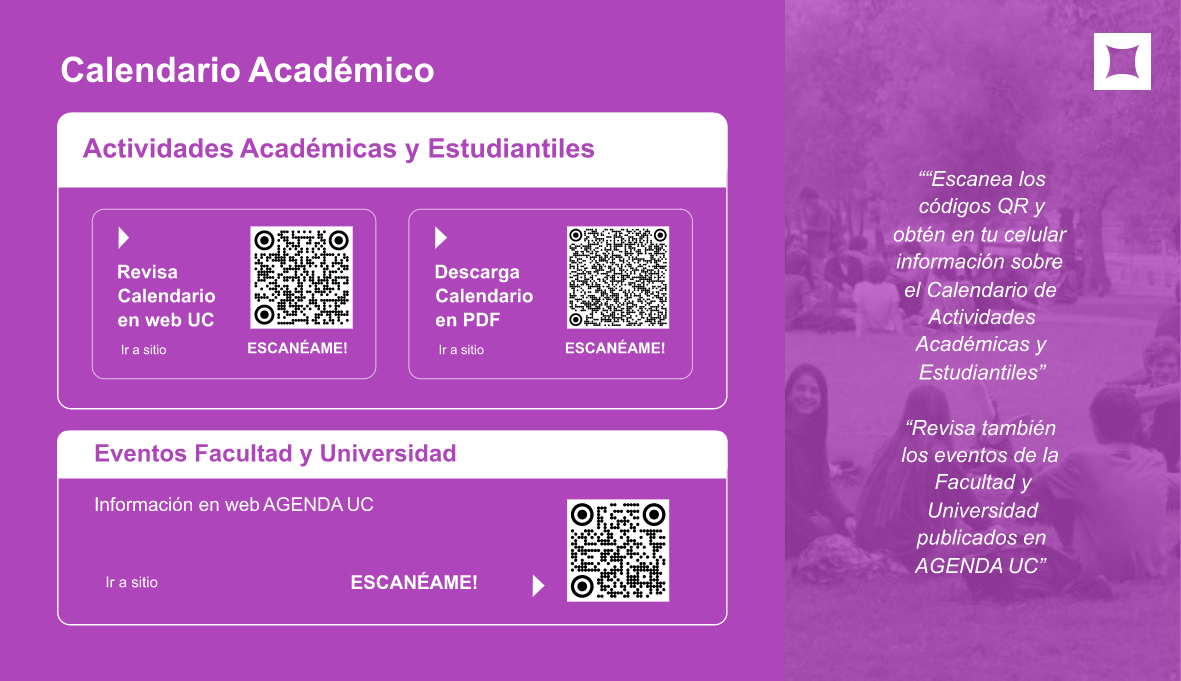 Calendario Académico
Actividades Académicas y Estudiantiles
Revisa
Calendario
en web UC
Ir a sitio
ESCANÉAME!
Descarga
Calendario
en PDF
Ir a sitio
ESCANÉAME!
Eventos Facultad y Universidad
Información en web AGENDA UC
Ir a sitio
ESCANÉAME!
““Escanea los
códigos QR y
obtén en tu celular
información sobre
el Calendario de
Actividades
Académicas y
Estudiantiles”
“Revisa también
los eventos de la
Facultad y
Universidad
publicados en
AGENDA UC”